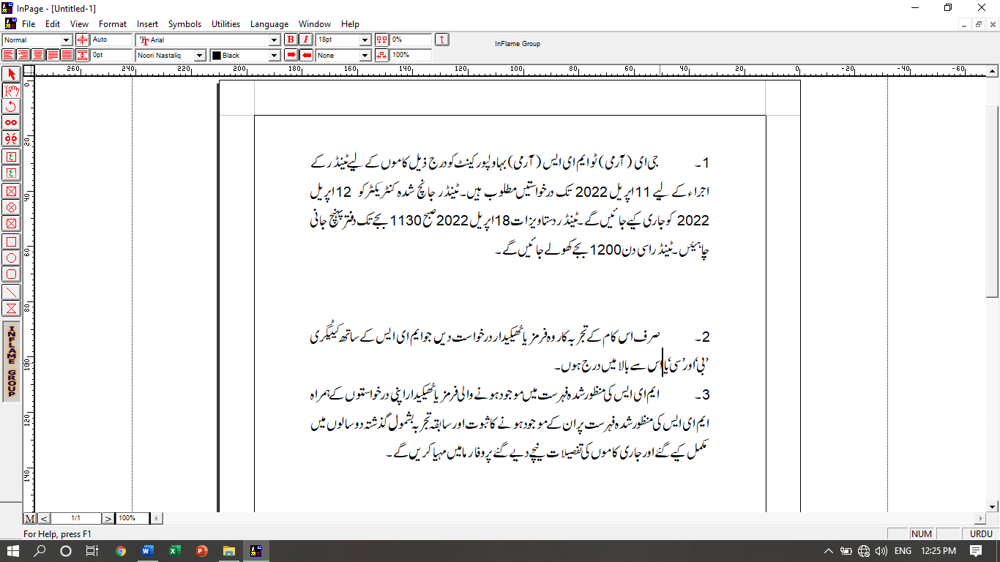 InPage - [Untitled-1]
File Edit View Format Insert Symbols Utilities Language Window Help
Normal Auto Arial B I 18pt 0%
InFlame Group
0pt Noori Nastaliq Black None 100%
260 240 220 200 180 160 140 120 100 80 60 40 20 0 -20 -40 -60
0
20
40
60
80
100
120
140
INFLAME GROUP
1۔ جی ای (آرمی) ٹو ایم ای ایس (آرمی) بہاولپور کینٹ کو درج ذیل کاموں کے لیے ٹینڈر کے
اجراء کے لیے 11 اپریل 2022 تک درخواستیں مطلوب ہیں۔ ٹینڈر جانچ شدہ کنٹریکٹر کو 12 اپریل
2022 کو جاری کیے جائیں گے۔ ٹینڈر دستاویزات 18 اپریل 2022 صبح 1130 بجے تک دفتر پہنچ جانی
چاہیئں۔ ٹینڈر اسی دن 1200 بجے کھولے جائیں گے۔
2۔ صرف اس کام کے تجربہ کار وہ فرمز یا ٹھیکیدار درخواست دیں جو ایم ای ایس کے ساتھ کیٹیگری
’بی‘ اور ’سی‘ یا اس سے بالا میں درج ہوں۔
3۔ ایم ای ایس کی منظور شدہ فہرست میں موجود ہونے والی فرمز یا ٹھیکیدار اپنی درخواستوں کے ہمراہ
ایم ای ایس کی منظور شدہ فہرست پر ان کے موجود ہونے کا ثبوت اور سابقہ تجربہ بشمول گذشتہ دو سالوں میں
مکمل کیے گئے اور جاری کاموں کی تفصیلات نیچے دیے گئے پروفارما میں مہیا کریں گے۔
M < 1/1 > 100%
For Help, press F1
NUM URDU
ENG 12:25 PM